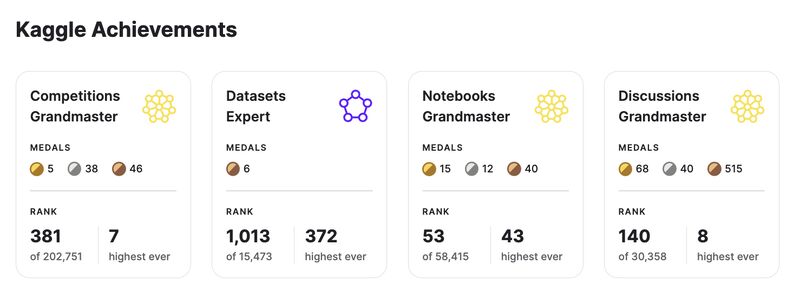 Kaggle Achievements
Competitions
Grandmaster
MEDALS
5 38 46
RANK
381 7
of 202,751 highest ever
Datasets
Expert
MEDALS
6
RANK
1,013 372
of 15,473 highest ever
Notebooks
Grandmaster
MEDALS
15 12 40
RANK
53 43
of 58,415 highest ever
Discussions
Grandmaster
MEDALS
68 40 515
RANK
140 8
of 30,358 highest ever